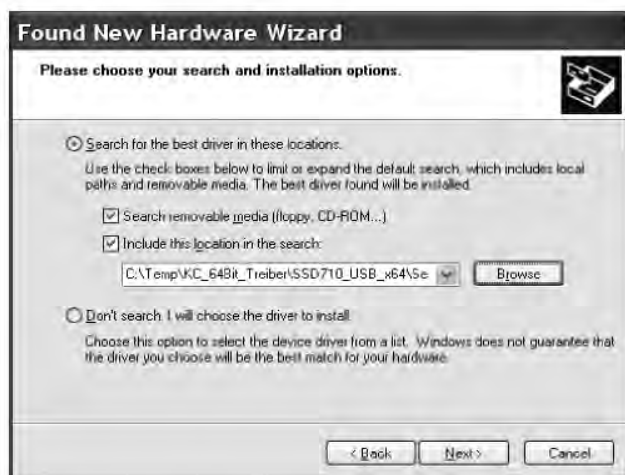 Found New Hardware Wizard
Please choose your search and installation options.
Search for the best driver in these locations.
Use the check boxes below to limit or expand the default search, which includes local
paths and removable media. The best driver found will be installed.
Search removable media (floppy, CD-ROM...)
Include this location in the search:
C:\Temp\KC_64Bit_Treiber\SSD710_USB_x64\Se
Browse
Don't search. I will choose the driver to install.
Choose this option to select the device driver from a list. Windows does not guarantee that
the driver you choose will be the best match for your hardware.
< Back
Next >
Cancel